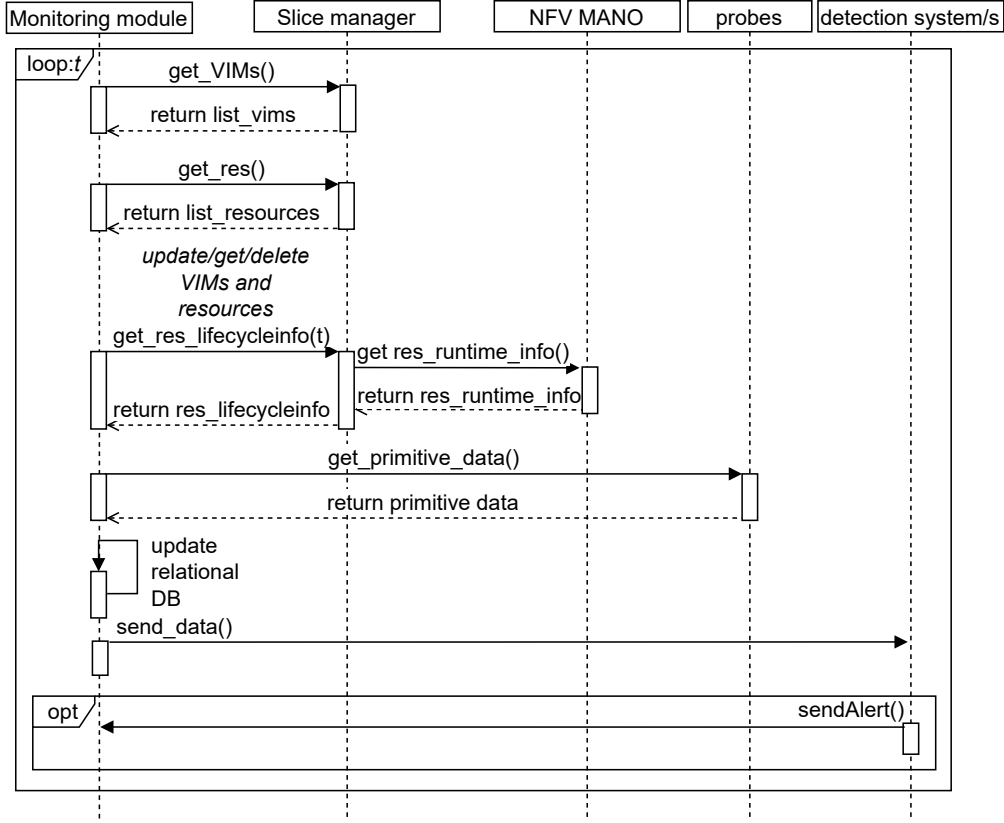 Monitoring module
Slice manager
NFV MANO
probes
detection system/s
loop:t
get_VIMs()
return list_vims
get_res()
return list_resources
update/get/delete
VIMs and
resources
get_res_lifecycleinfo(t)
get res_runtime_info()
return res_runtime_info
return res_lifecycleinfo
get_primitive_data()
return primitive data
update
relational
DB
send_data()
opt
sendAlert()